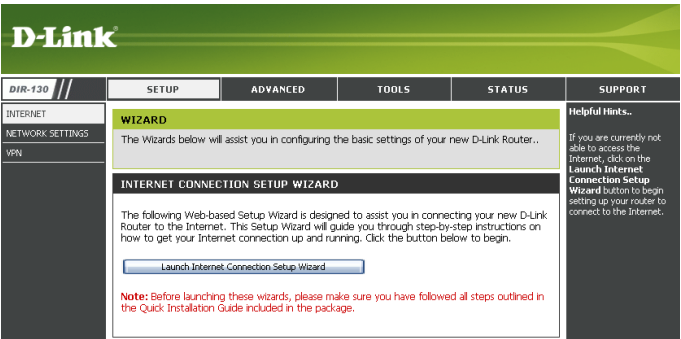 D-Link
DIR-130
SETUP
ADVANCED
TOOLS
STATUS
SUPPORT
INTERNET
NETWORK SETTINGS
VPN
WIZARD
The Wizards below will assist you in configuring the basic settings of your new D-Link Router..
INTERNET CONNECTION SETUP WIZARD
The following Web-based Setup Wizard is designed to assist you in connecting your new D-Link
Router to the Internet. This Setup Wizard will guide you through step-by-step instructions on
how to get your Internet connection up and running. Click the button below to begin.
Launch Internet Connection Setup Wizard
Note: Before launching these wizards, please make sure you have followed all steps outlined in
the Quick Installation Guide included in the package.
Helpful Hints..
If you are currently not
able to access the
Internet, click on the
Launch Internet
Connection Setup
Wizard button to begin
setting up your router to
connect to the Internet.